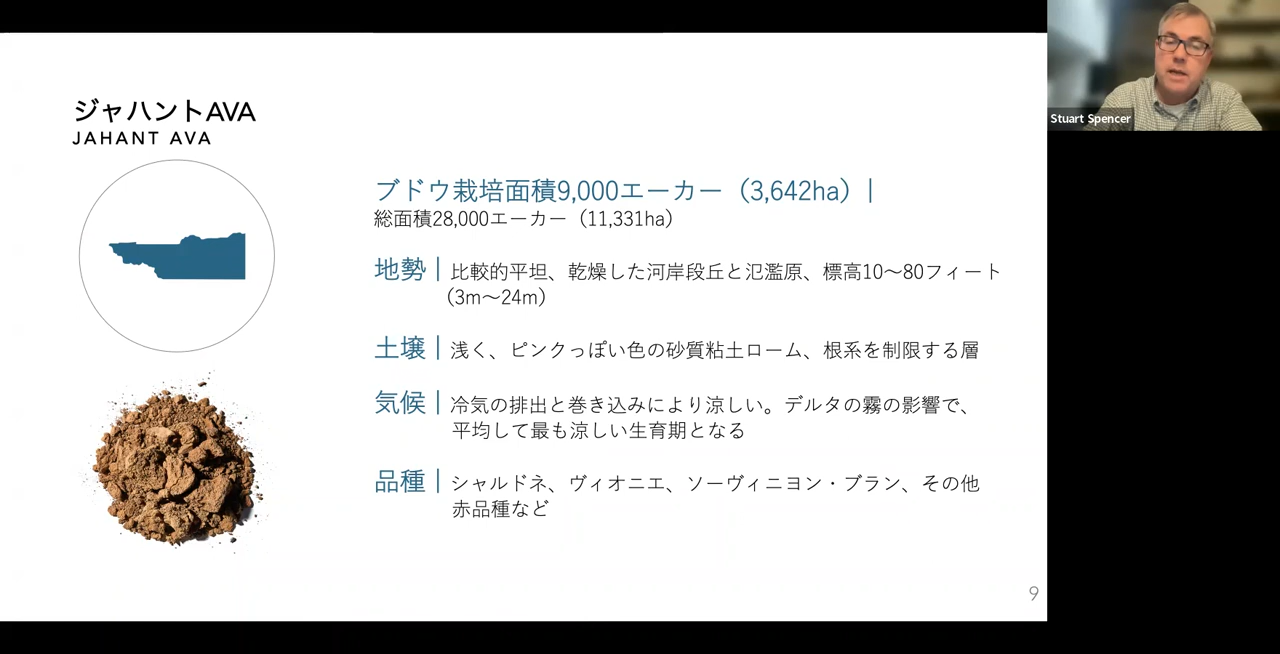 ジャハントAVA
JAHANT AVA
ブドウ栽培面積9,000エーカー（3,642ha）|
総面積28,000エーカー（11,331ha）
地勢｜比較的平坦、乾燥した河岸段丘と氾濫原、標高10〜80フィート
（3m〜24m）
土壌｜浅く、ピンクっぽい色の砂質粘土ローム、根系を制限する層
気候｜冷気の排出と巻き込みにより涼しい。デルタの霧の影響で、
平均して最も涼しい生育期となる
品種｜シャルドネ、ヴィオニエ、ソーヴィニヨン・ブラン、その他
赤品種など
9
Stuart Spencer